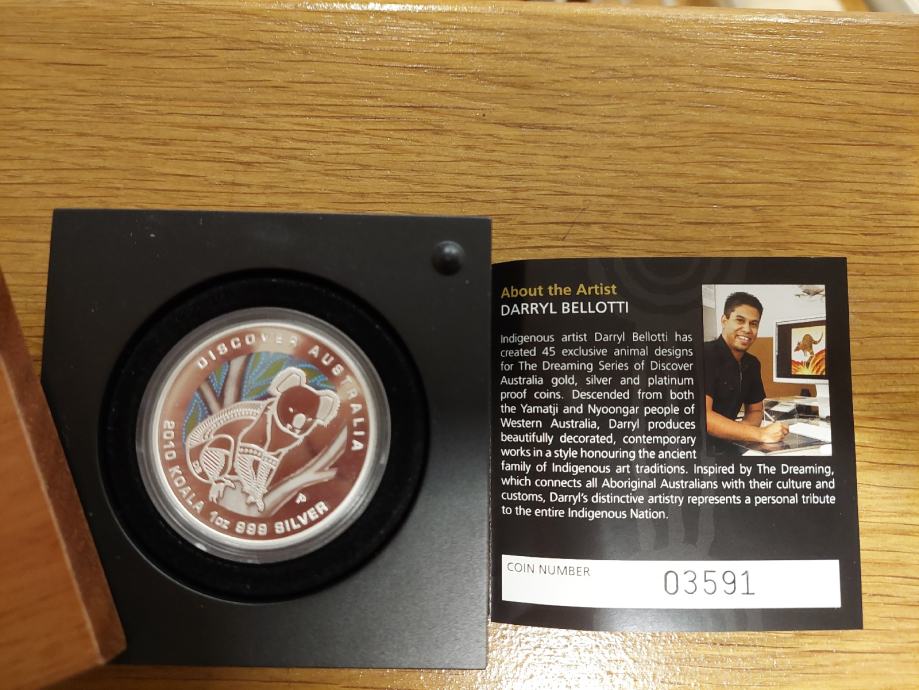 DISCOVER AUSTRALIA
2010 KOALA 1oz 999 SILVER
P
About the Artist
DARRYL BELLOTTI
Indigenous artist Darryl Bellotti has
created 45 exclusive animal designs
for The Dreaming Series of Discover
Australia gold, silver and platinum
proof coins. Descended from both
the Yamatji and Nyoongar people of
Western Australia, Darryl produces
beautifully decorated, contemporary
works in a style honouring the ancient
family of Indigenous art traditions. Inspired by The Dreaming,
which connects all Aboriginal Australians with their culture and
customs, Darryl's distinctive artistry represents a personal tribute
to the entire Indigenous Nation.
COIN NUMBER 03591